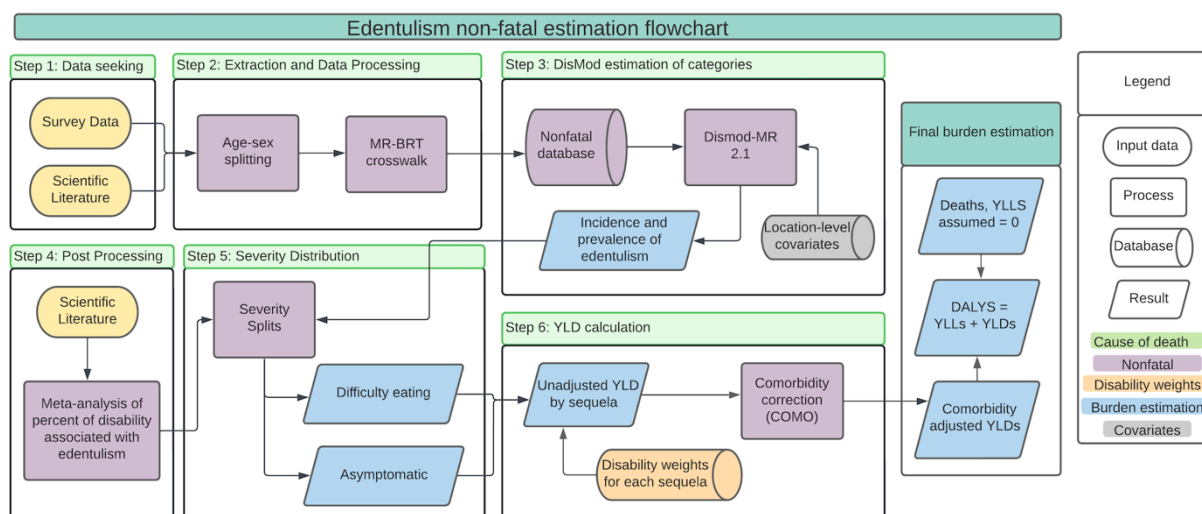 Edentulism non-fatal estimation flowchart
Step 1: Data seeking
Survey Data
Scientific
Literature
Step 2: Extraction and Data Processing
Age-sex
splitting
MR-BRT
crosswalk
Step 3: DisMod estimation of categories
Nonfatal
database
Dismod-MR
2.1
Incidence and
prevalence of
edentulism
Location-level
covariates
Step 4: Post Processing
Scientific
Literature
Meta-analysis of
percent of disability
associated with
edentulism
Step 5: Severity Distribution
Severity
Splits
Difficulty eating
Asymptomatic
Step 6: YLD calculation
Unadjusted YLD
by sequela
Comorbidity
correction
(COMO)
Disability weights
for each sequela
Final burden estimation
Deaths, YLLS
assumed = 0
DALYS =
YLLs + YLDs
Comorbidity
adjusted YLDs
Legend
Input data
Process
Database
Result
Cause of death
Nonfatal
Disability weights
Burden estimation
Covariates